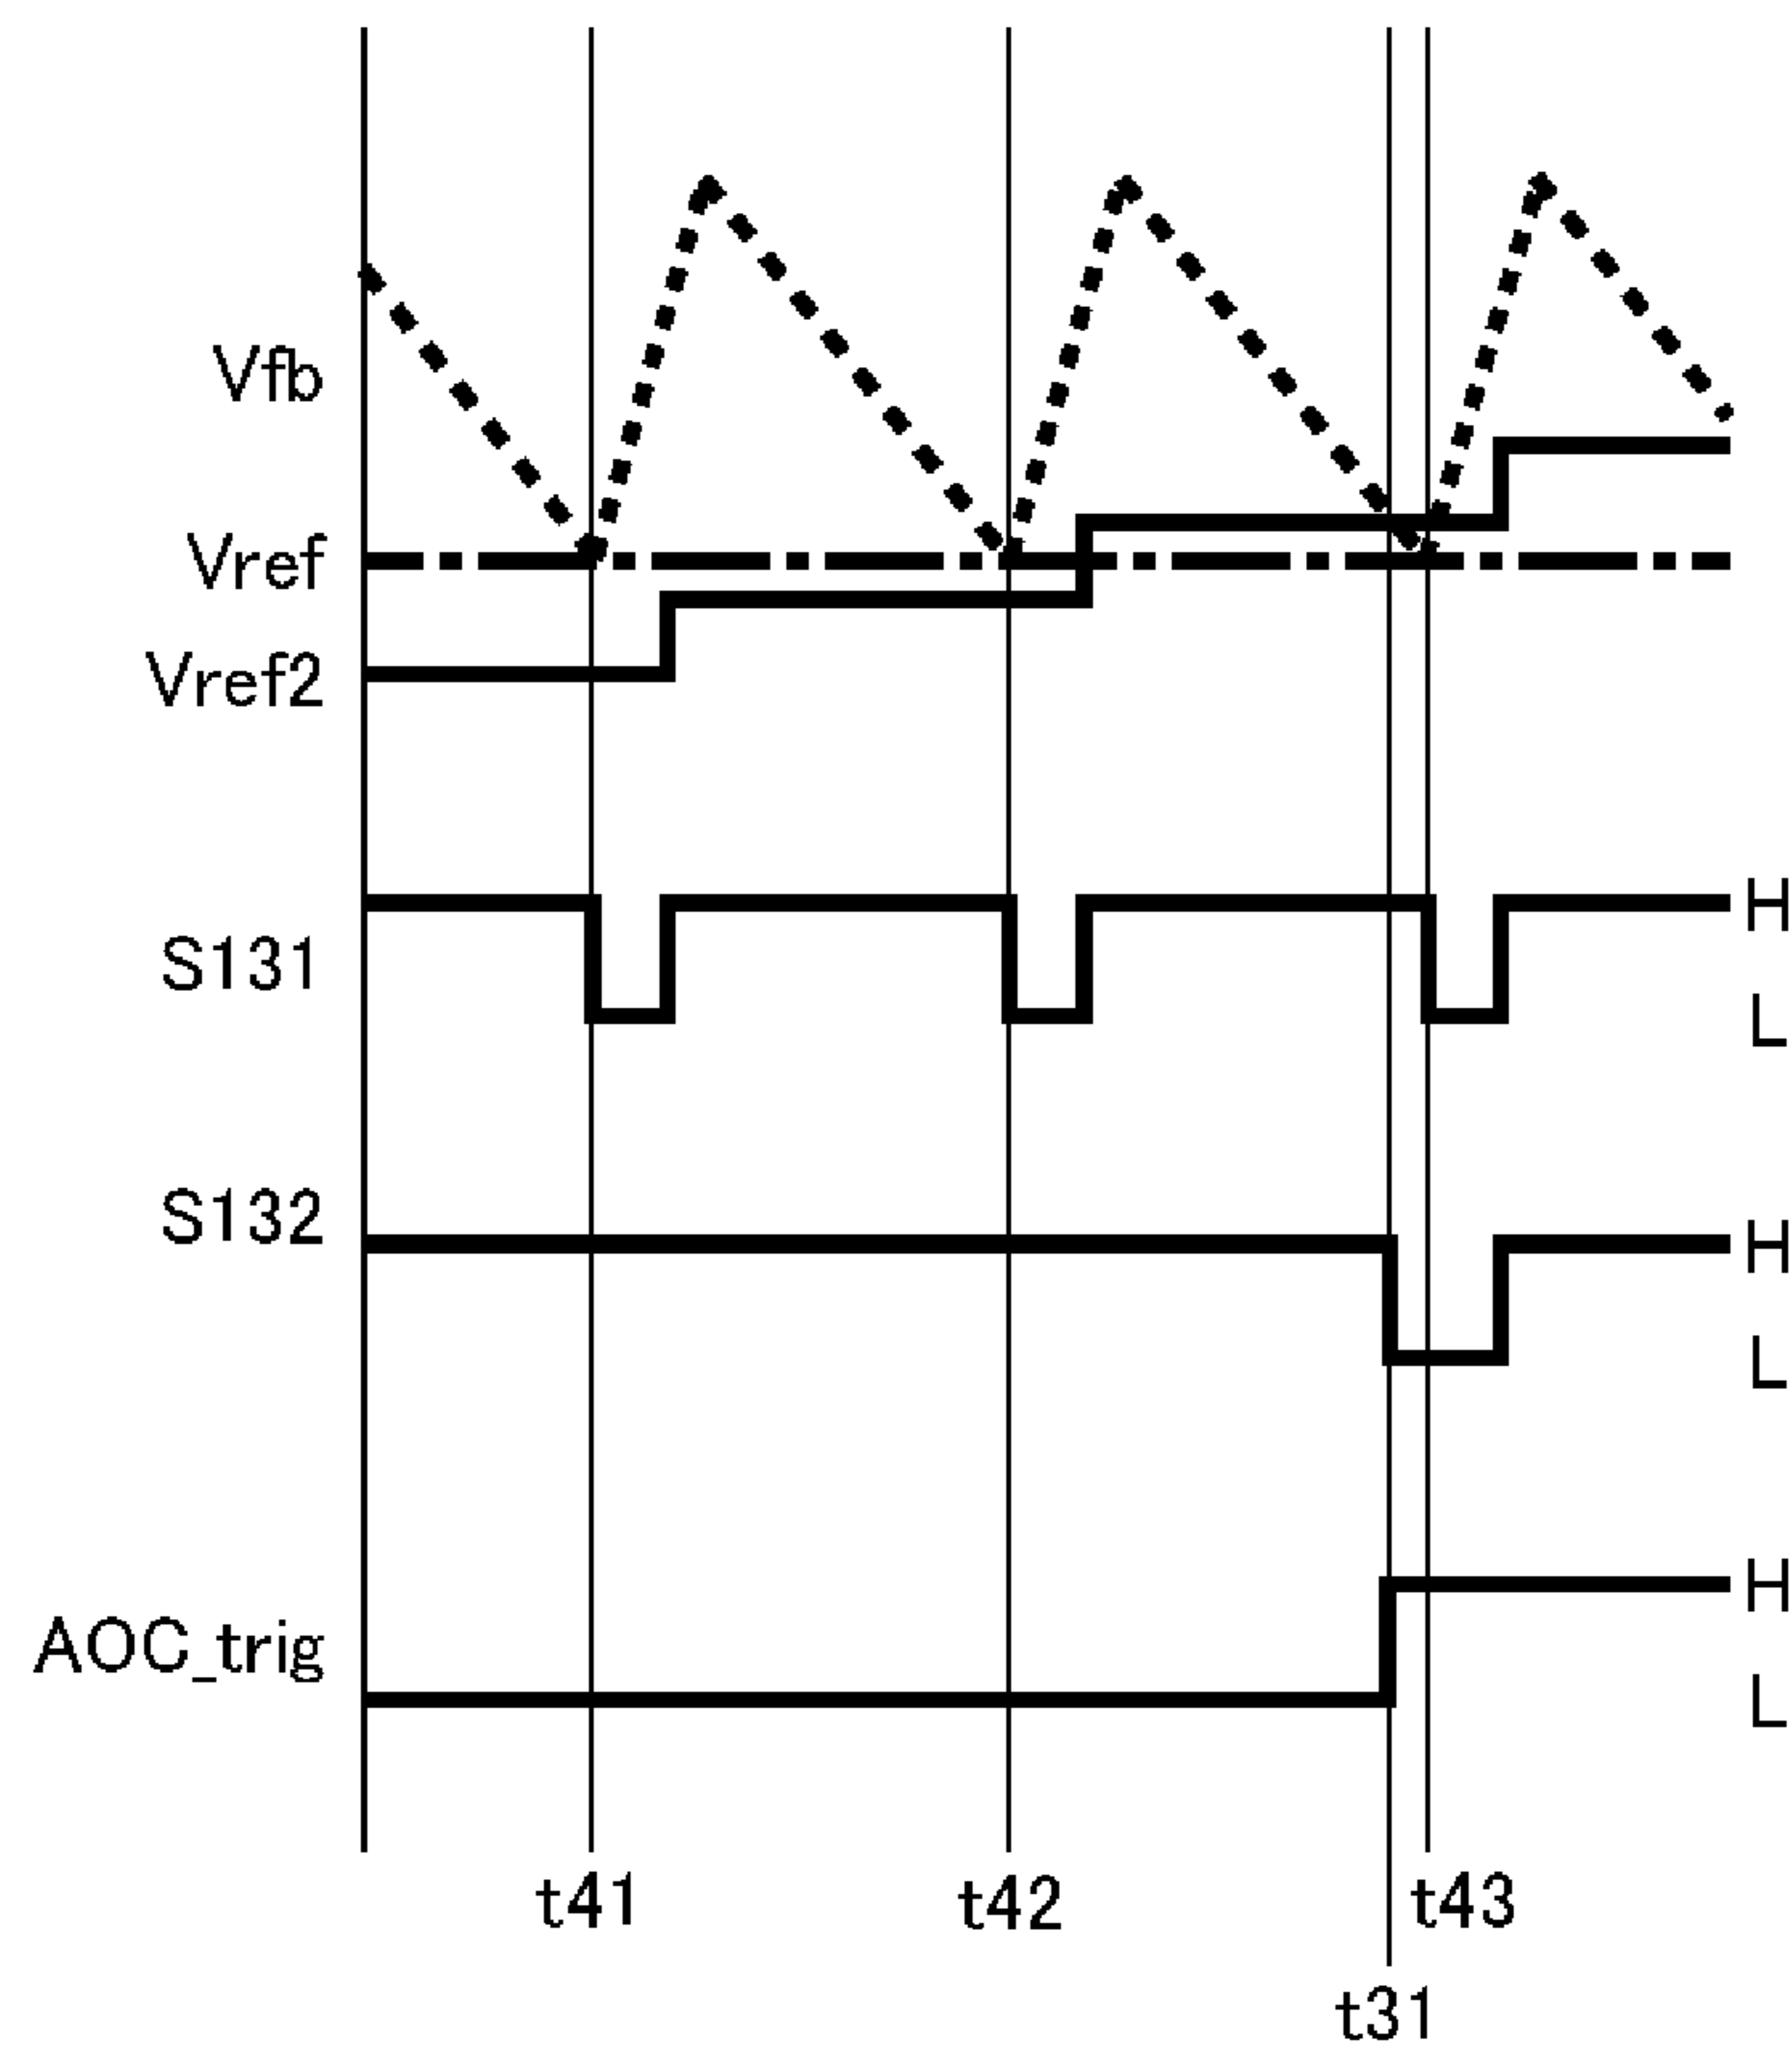 Vfb
Vref
Vref2
H
S131
L
S132
H
L
H
AOC_trig
L
t41
t42
t43
t31